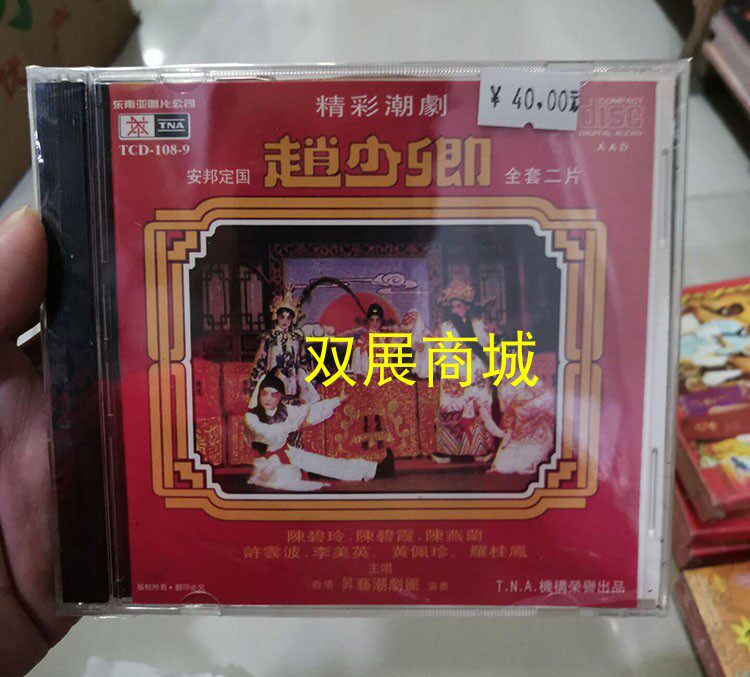 东南亚唱片公司
TNA
TCD-108-9
精彩潮劇
¥ 40,00元
COMPACT
disc
DIGITAL AUDIO
AAD
安邦定国
趙少卿
全套二片
双展商城
陳碧玲.陳碧霞.陳燕蘭
許雲波.李美英.黃佩珍.羅桂鳳
主唱
香港 昇藝潮劇團 演奏
版权所有·翻印必究
T.N.A.機構榮譽出品